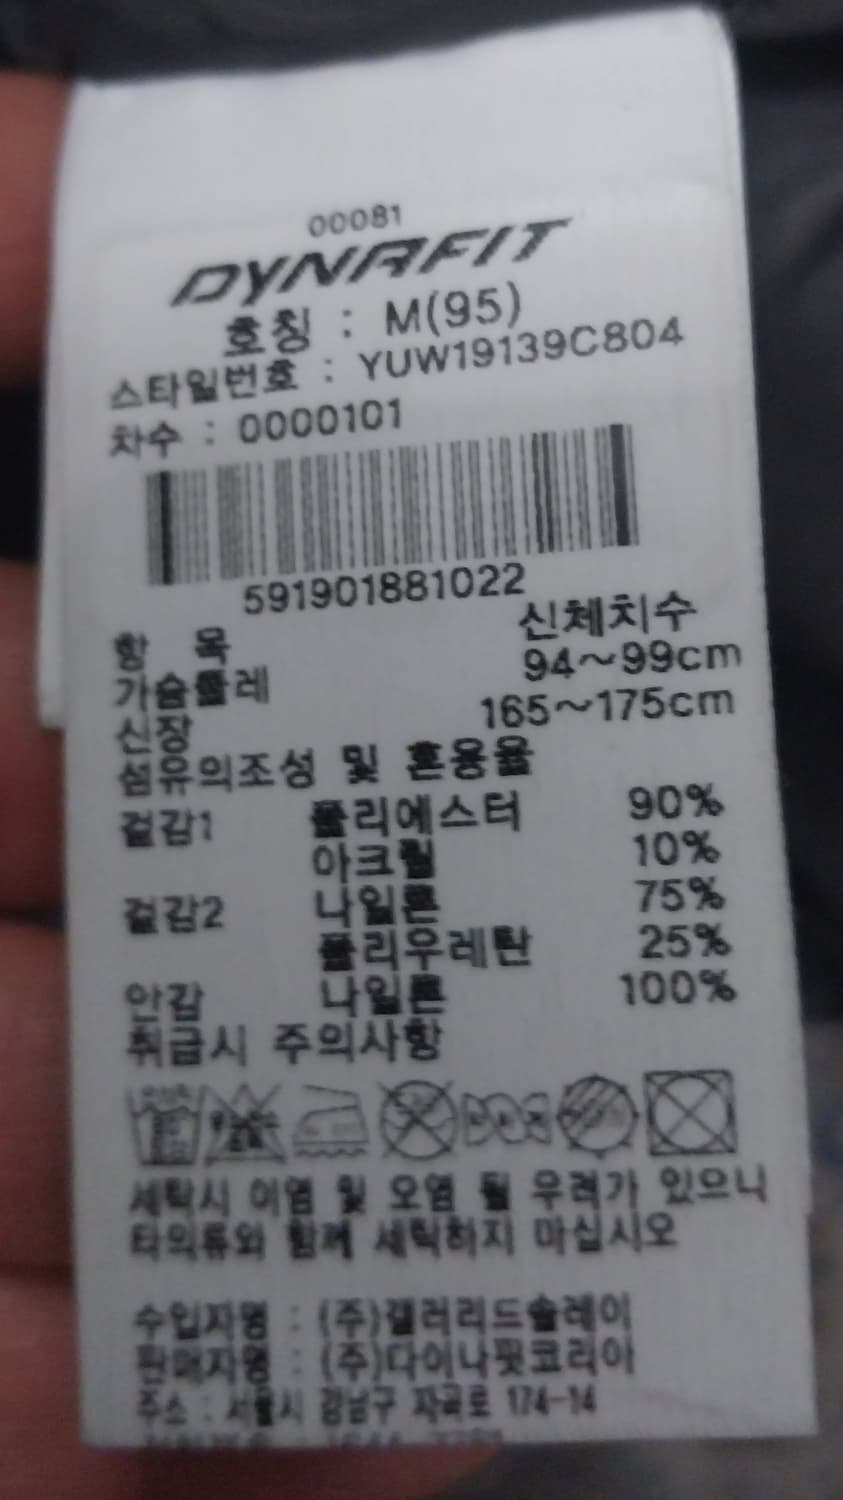 00081
DYNAFIT
호칭 : M(95)
스타일번호 : YUW19139C804
차수 : 0000101
591901881022
항 목 신체치수
가슴둘레 94~99cm
신장 165~175cm
섬유의조성 및 혼용율
겉감1 폴리에스터 90%
아크릴 10%
겉감2 나일론 75%
폴리우레탄 25%
안감 나일론 100%
취급시 주의사항
세탁시 이염 및 오염 될 우려가 있으니
타의류와 함께 세탁하지 마십시오
수입자명 : (주)갤러리드솔레이
판매자명 : (주)다이나핏코리아
주소 : 서울시 강남구 자곡로 174-14